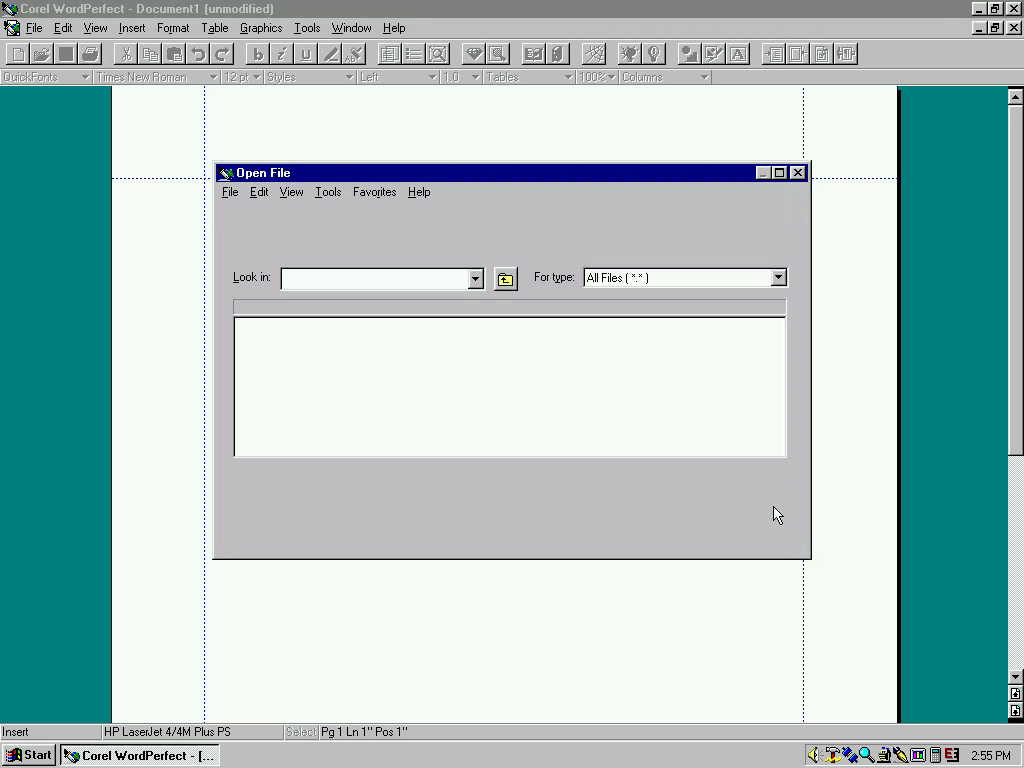 Corel WordPerfect - Document1 (unmodified)
File Edit View Insert Format Table Graphics Tools Window Help
QuickFonts Times New Roman 12 pt Styles Left 1.0 Tables 100% Columns
Open File
File Edit View Tools Favorites Help
Look in: For type: All Files ( *.* )
Insert HP LaserJet 4/4M Plus PS Select Pg 1 Ln 1" Pos 1"
Start Corel WordPerfect - [... 2:55 PM